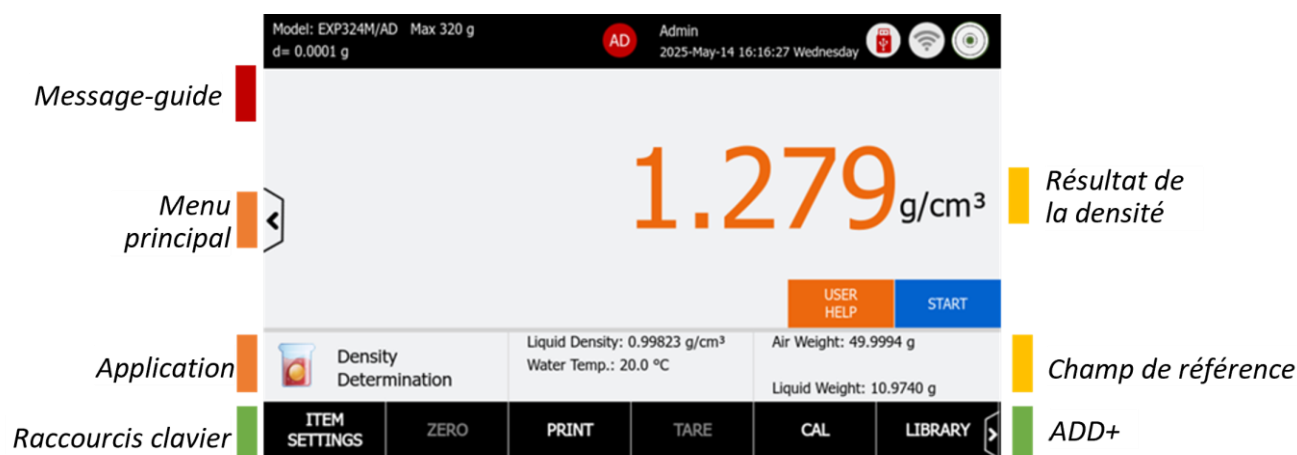 Model: EXP324M/AD Max 320 g
d= 0.0001 g
AD
Admin
2025-May-14 16:16:27 Wednesday
Message-guide
1.279 g/cm³
Menu
principal
Résultat de
la densité
USER
HELP
START
Application
Density
Determination
Liquid Density: 0.99823 g/cm³
Water Temp.: 20.0 °C
Air Weight: 49.9994 g
Liquid Weight: 10.9740 g
Champ de référence
Raccourcis clavier
ITEM
SETTINGS
ZERO
PRINT
TARE
CAL
LIBRARY
ADD+